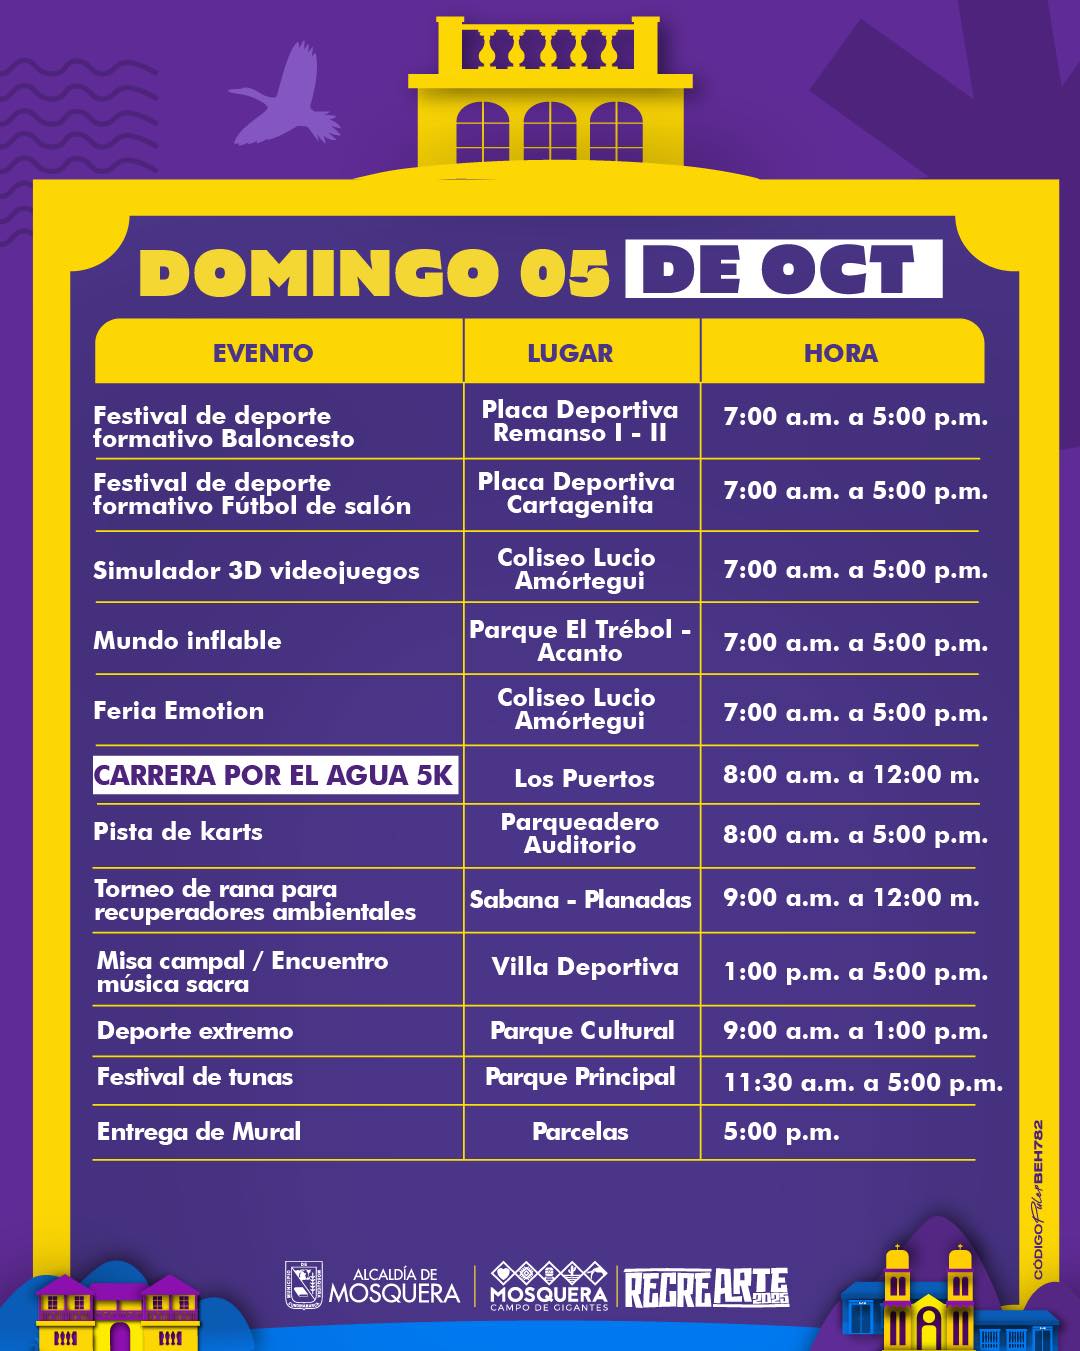 DOMINGO 05 DE OCT
EVENTO LUGAR HORA
Festival de deporte
formativo Baloncesto
Placa Deportiva
Remanso I - II
7:00 a.m. a 5:00 p.m.
Festival de deporte
formativo Fútbol de salón
Placa Deportiva
Cartagenita
7:00 a.m. a 5:00 p.m.
Simulador 3D videojuegos
Coliseo Lucio
Amórtegui
7:00 a.m. a 5:00 p.m.
Mundo inflable
Parque El Trébol -
Acanto
7:00 a.m. a 5:00 p.m.
Feria Emotion
Coliseo Lucio
Amórtegui
7:00 a.m. a 5:00 p.m.
CARRERA POR EL AGUA 5K
Los Puertos
8:00 a.m. a 12:00 m.
Pista de karts
Parqueadero
Auditorio
8:00 a.m. a 5:00 p.m.
Torneo de rana para
recuperadores ambientales
Sabana - Planadas
9:00 a.m. a 12:00 m.
Misa campal / Encuentro
música sacra
Villa Deportiva
1:00 p.m. a 5:00 p.m.
Deporte extremo
Parque Cultural
9:00 a.m. a 1:00 p.m.
Festival de tunas
Parque Principal
11:30 a.m. a 5:00 p.m.
Entrega de Mural
Parcelas
5:00 p.m.
CÓDIGO Puler BEH782
ALCALDÍA DE
MOSQUERA
MOSQUERA
CAMPO DE GIGANTES
RECREARTE
2025